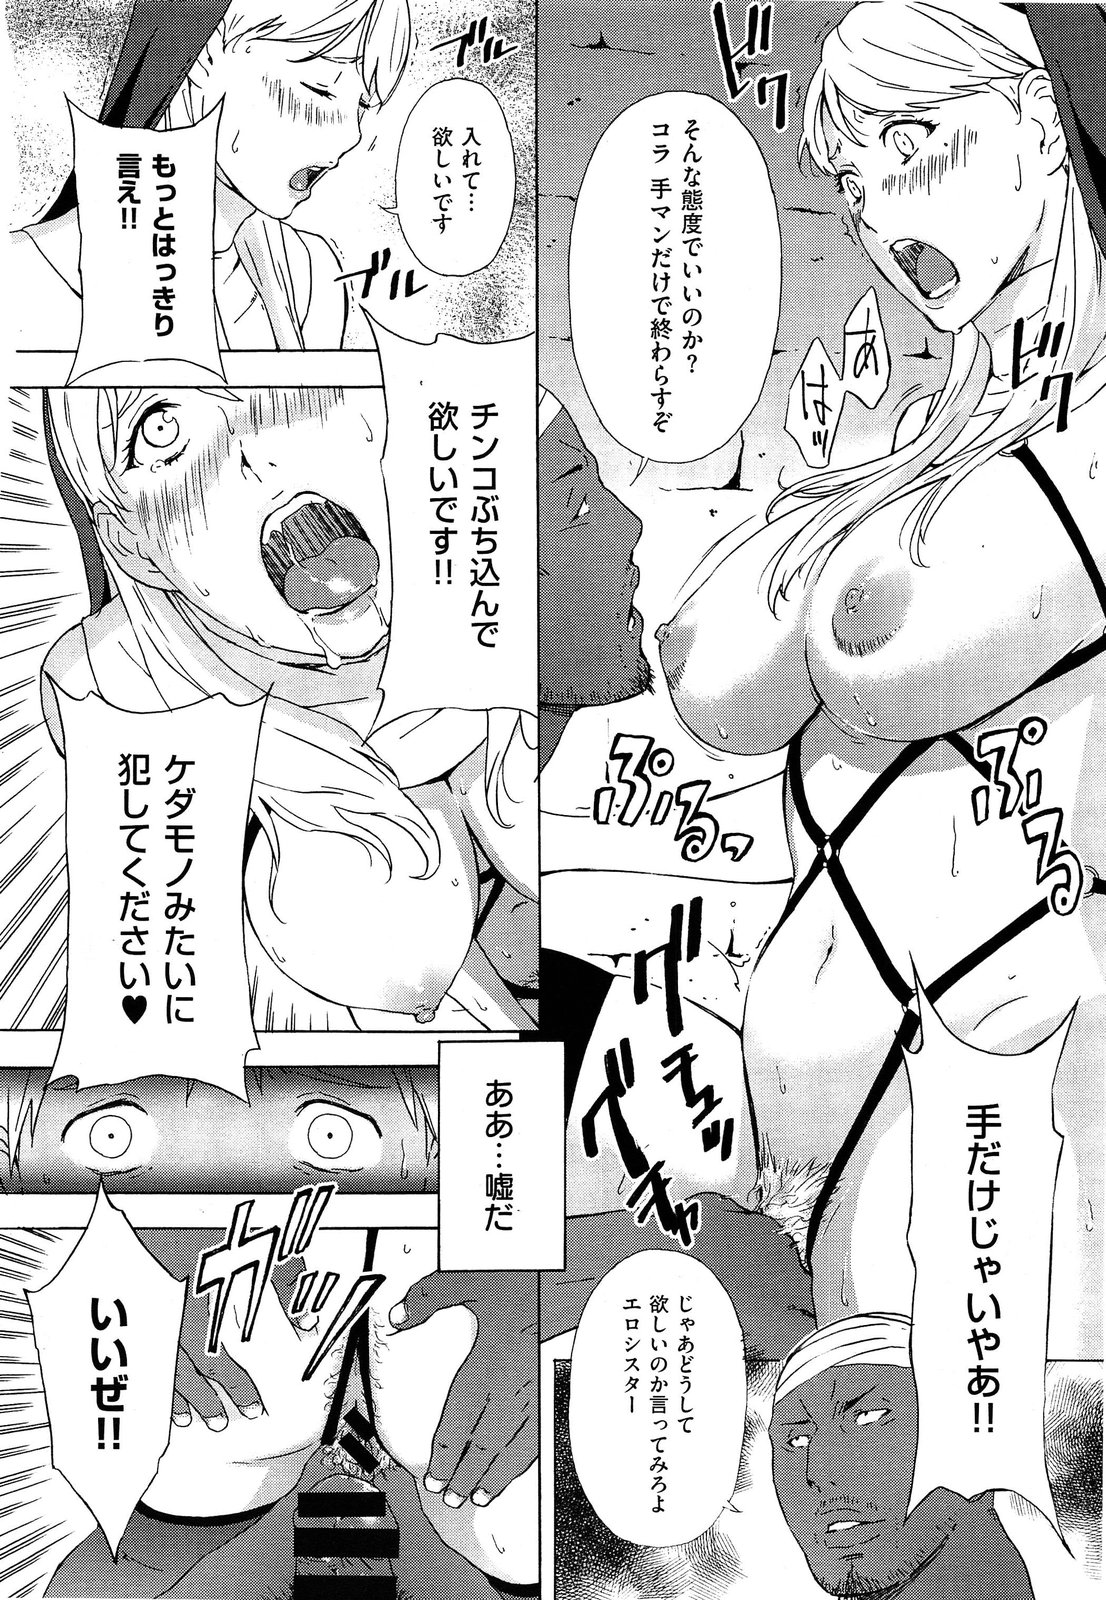 そんな態度でいいのか?
コラ 手マンだけで終わらすぞ
ドク
あ
はッ
ドク
ぷるっ
ぷる
グチュ
グチャ
手だけじゃ いやあ!!
じゃあどうして
欲しいのか言ってみろよ
エロシスター
ブル
入れて…
欲しいです
ブル
もっとはっきり
言え!!
チンコぶち込んで
欲しいです!!
ケダモノみたいに
犯してください♥
ああ…嘘だ
ガッ
いいぜ!!